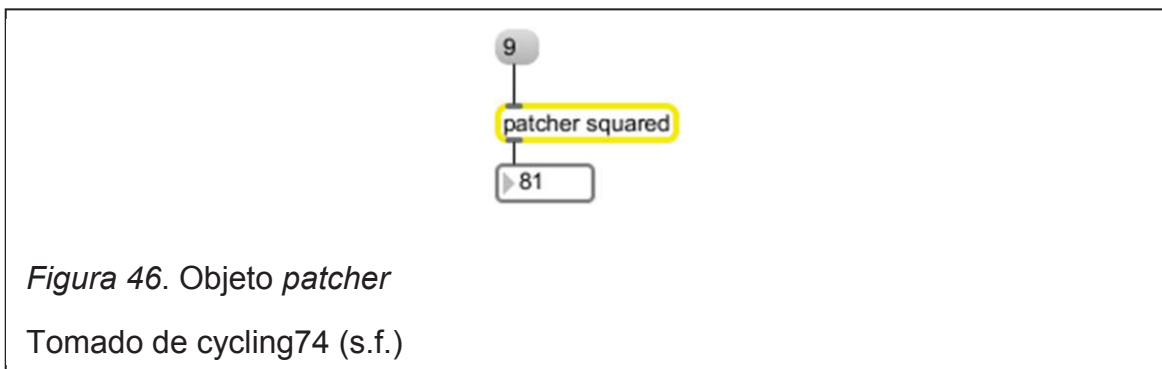 9
patcher squared
81
Figura 46. Objeto patcher
Tomado de cycling74 (s.f.)